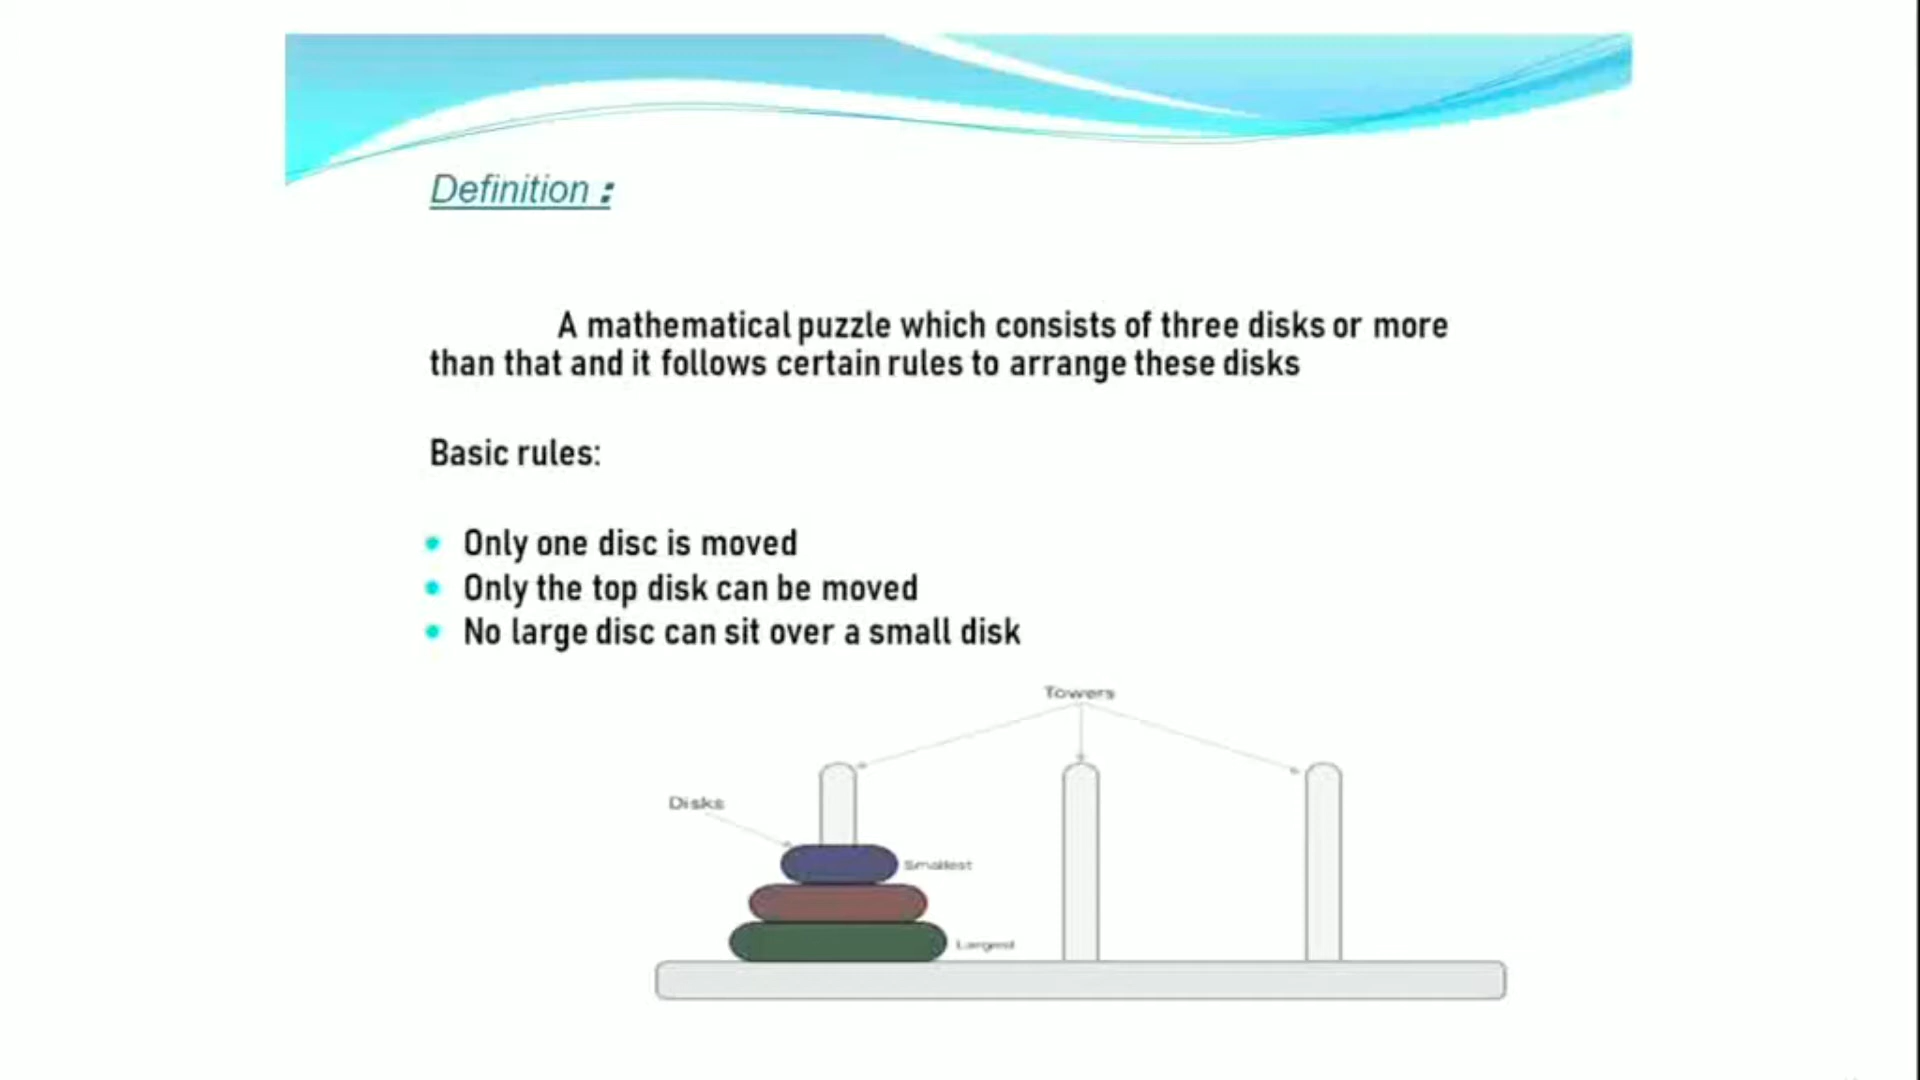 Definition :
A mathematical puzzle which consists of three disks or more
than that and it follows certain rules to arrange these disks
Basic rules:
Only one disc is moved
Only the top disk can be moved
No large disc can sit over a small disk
Towers
Disks
Smallest
Largest